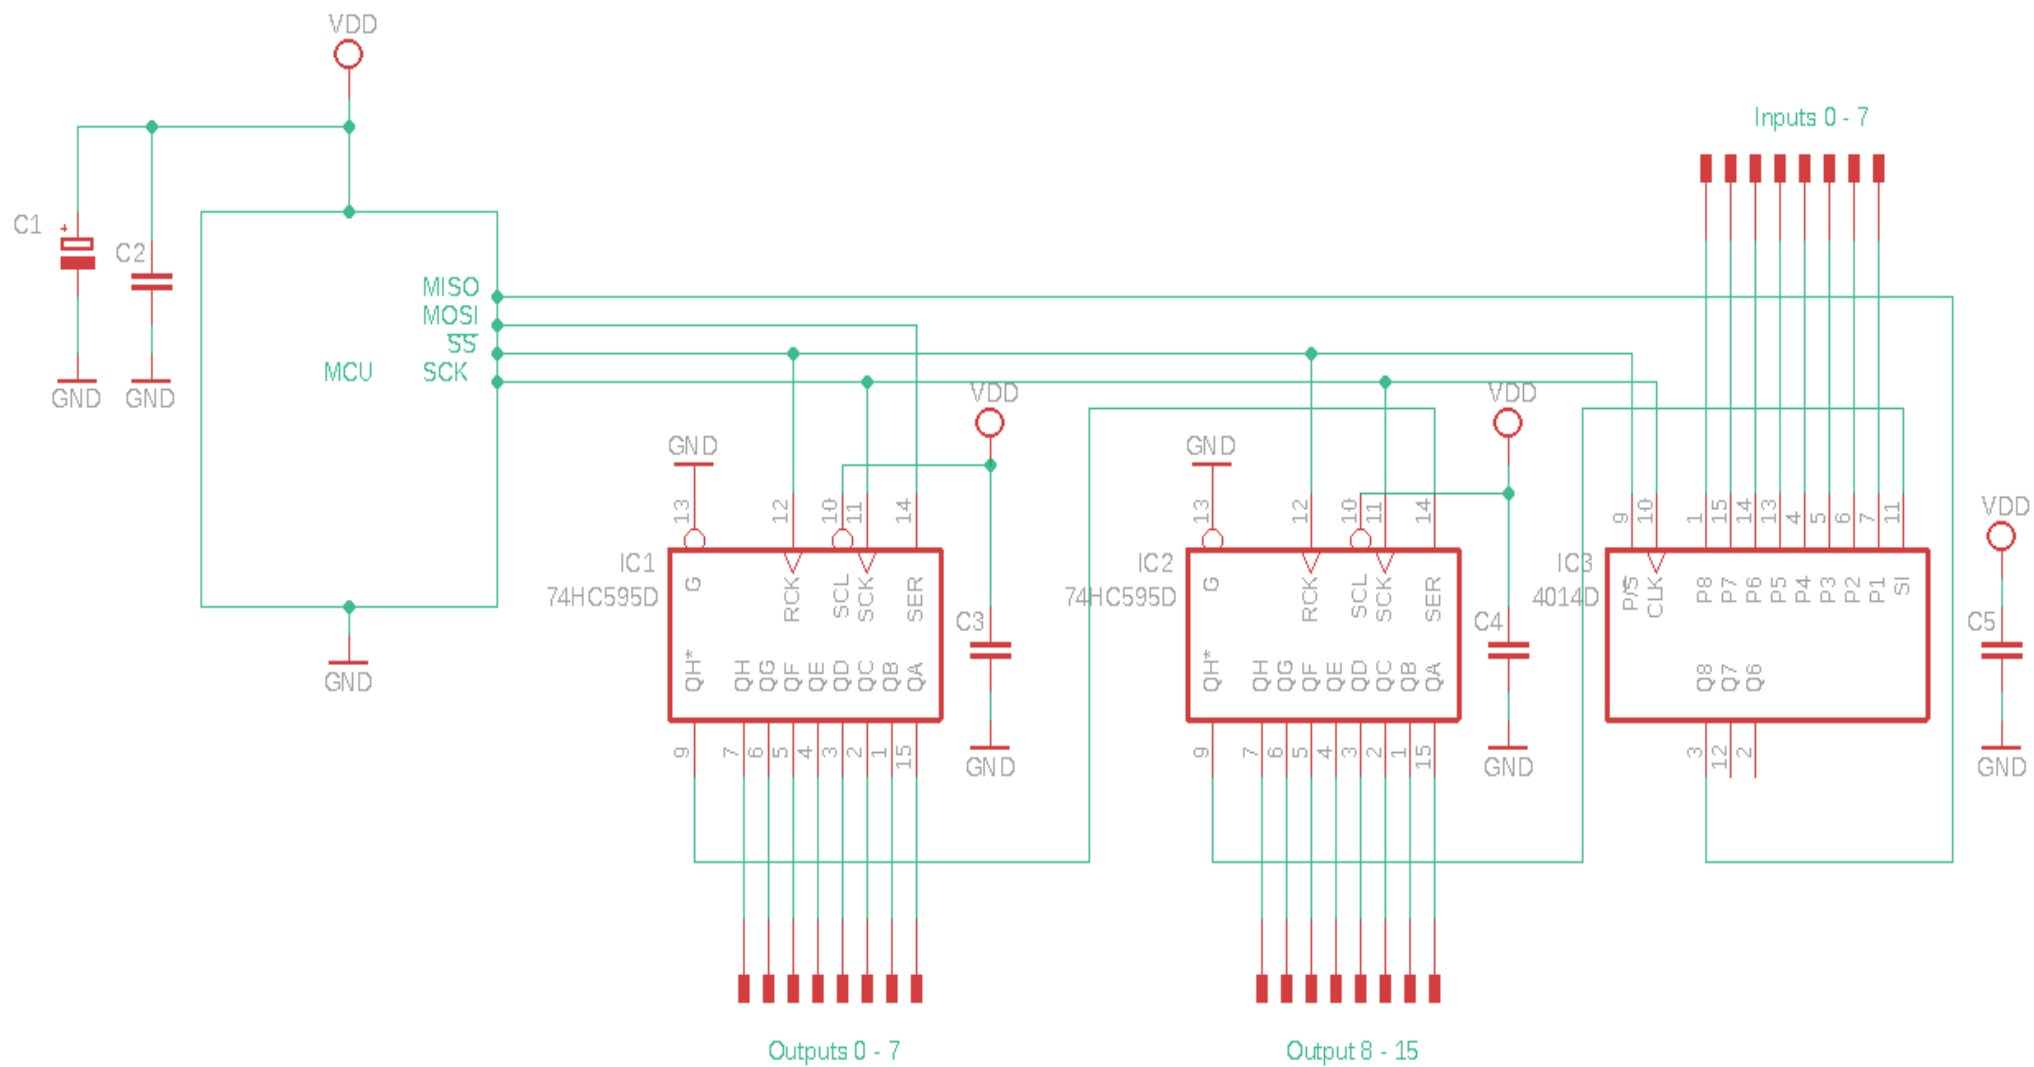 VDD
Inputs 0 - 7
C1
+
C2
MISO
MOSI
SS
MCU
SCK
GND
GND
VDD
VDD
GND
GND
13
12
10
11
14
13
12
10
11
14
9
10
1
15
14
13
4
5
6
7
11
VDD
IC1
IC2
IC3
74HC595D
74HC595D
4014D
G
RCK
SCL
SCK
SER
G
RCK
SCL
SCK
SER
P/S
CLK
P8
P7
P6
P5
P4
P3
P2
P1
SI
C3
C4
C5
GND
QH*
QH
QG
QF
QE
QD
QC
QB
QA
QH*
QH
QG
QF
QE
QD
QC
QB
QA
Q8
Q7
Q6
9
7
6
5
4
3
2
1
15
9
7
6
5
4
3
2
1
15
3
12
2
GND
GND
GND
Outputs 0 - 7
Output 8 - 15